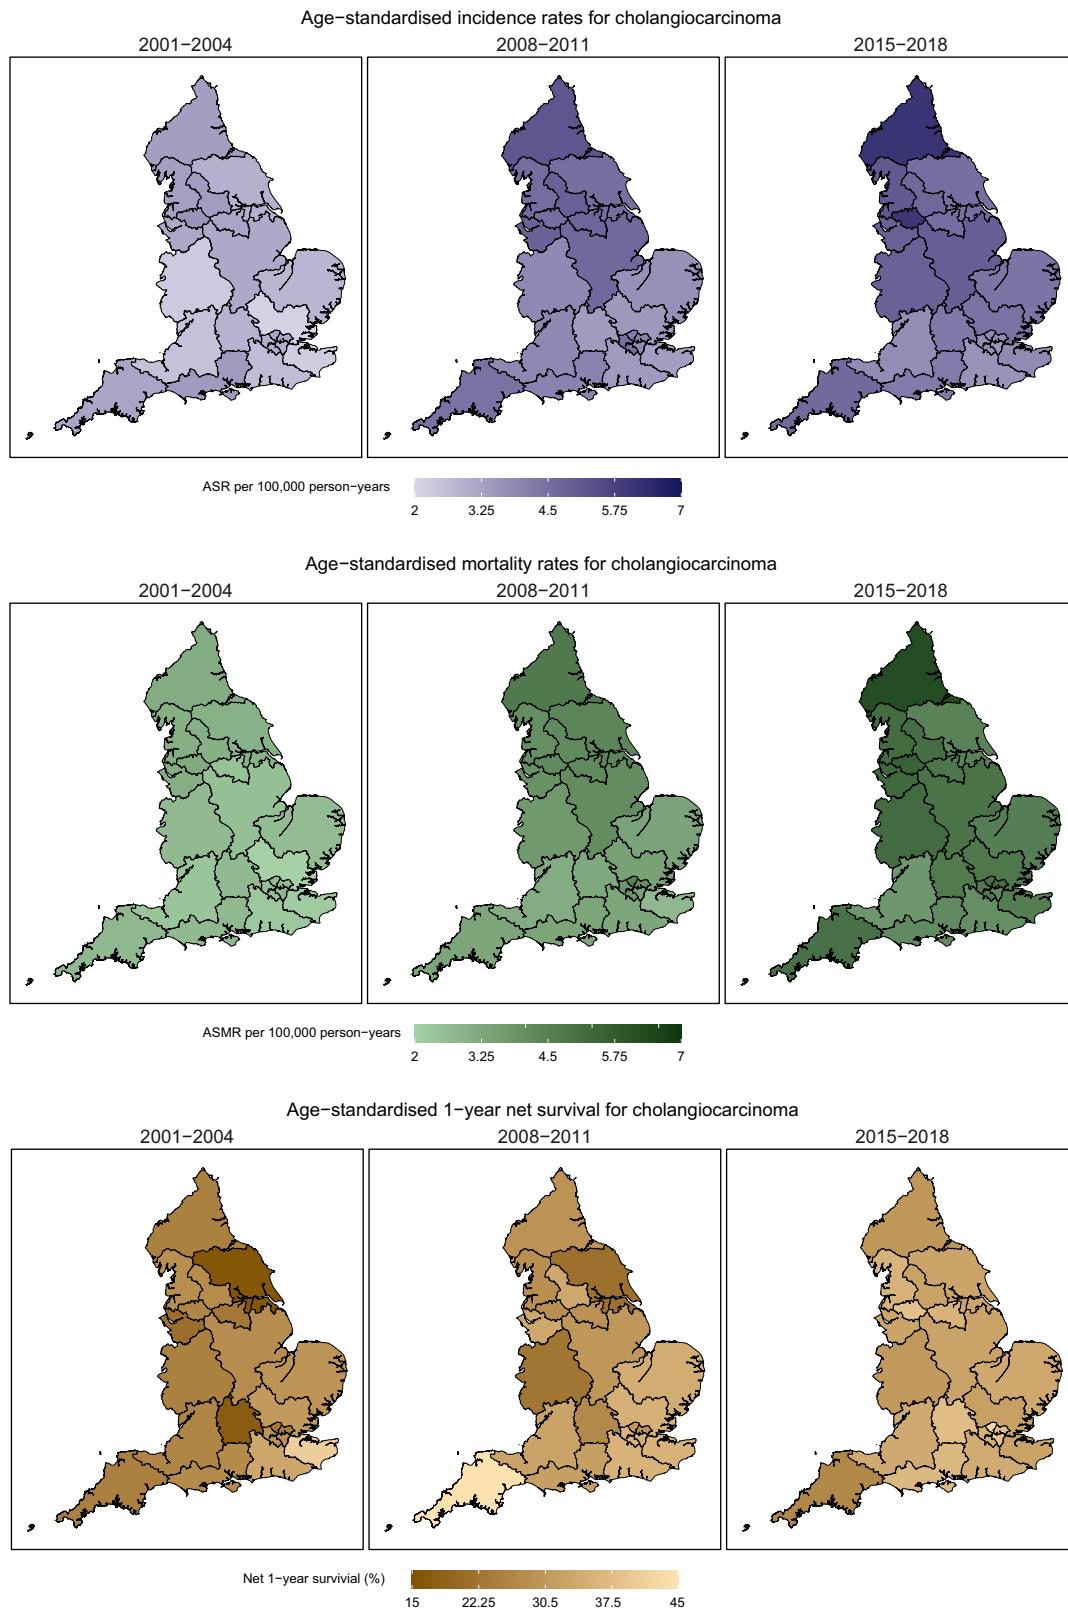 Age−standardised incidence rates for cholangiocarcinoma
2001−2004 2008−2011 2015−2018
ASR per 100,000 person−years
2 3.25 4.5 5.75 7
Age−standardised mortality rates for cholangiocarcinoma
2001−2004 2008−2011 2015−2018
ASMR per 100,000 person−years
2 3.25 4.5 5.75 7
Age−standardised 1−year net survival for cholangiocarcinoma
2001−2004 2008−2011 2015−2018
Net 1−year survivial (%)
15 22.25 30.5 37.5 45